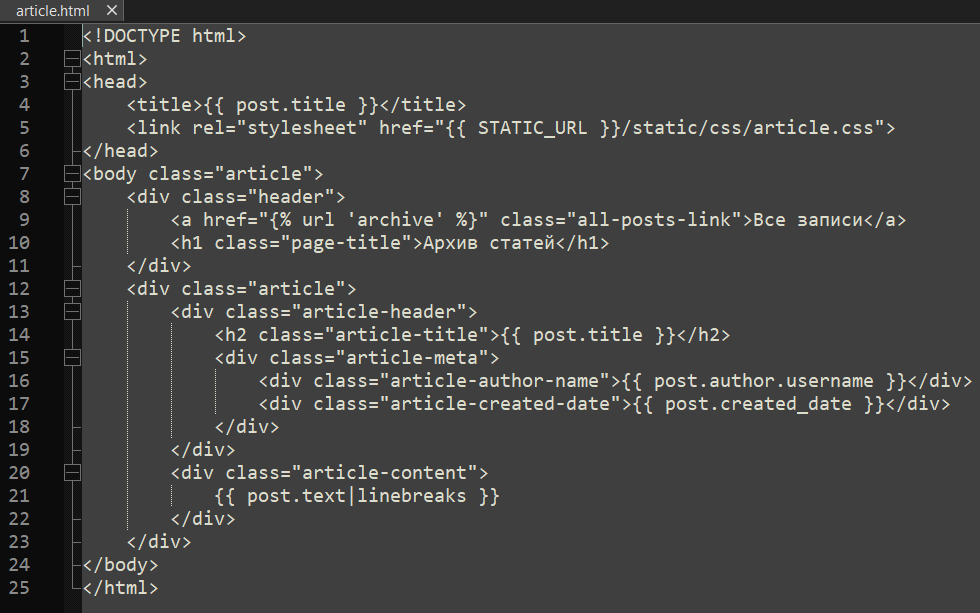 article.html ✕
1 <!DOCTYPE html>
2 <html>
3 <head>
4     <title>{{ post.title }}</title>
5     <link rel="stylesheet" href="{{ STATIC_URL }}/static/css/article.css">
6 </head>
7 <body class="article">
8     <div class="header">
9         <a href="{% url 'archive' %}" class="all-posts-link">Все записи</a>
10         <h1 class="page-title">Архив статей</h1>
11     </div>
12     <div class="article">
13         <div class="article-header">
14             <h2 class="article-title">{{ post.title }}</h2>
15             <div class="article-meta">
16                 <div class="article-author-name">{{ post.author.username }}</div>
17                 <div class="article-created-date">{{ post.created_date }}</div>
18             </div>
19         </div>
20         <div class="article-content">
21             {{ post.text|linebreaks }}
22         </div>
23     </div>
24 </body>
25 </html>